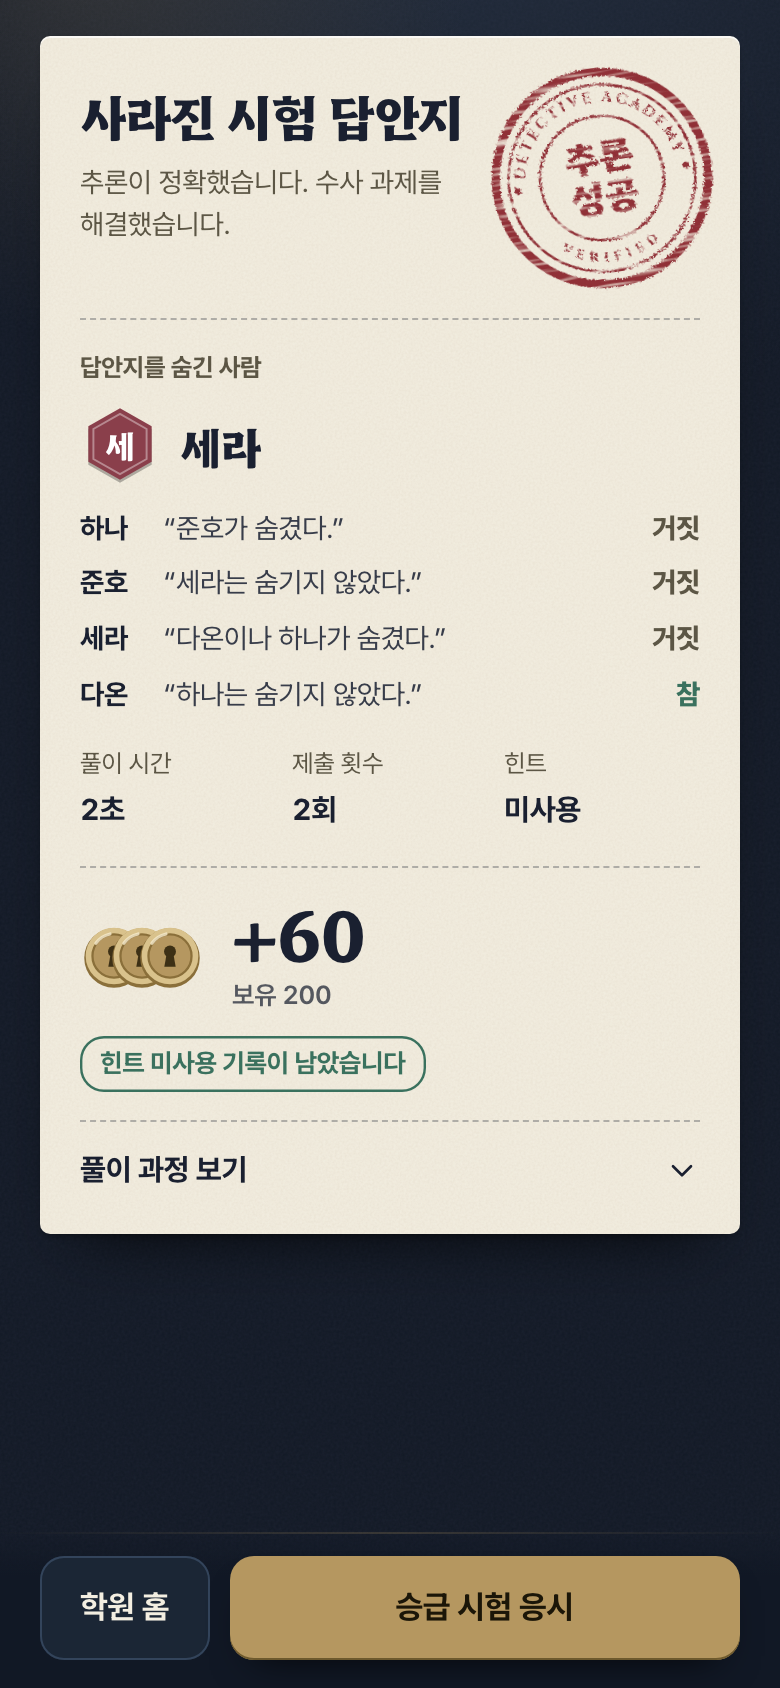 사라진 시험 답안지
추론이 정확했습니다. 수사 과제를
해결했습니다.
DETECTIVE ACADEMY
추론
성공
VERIFIED
답안지를 숨긴 사람
세
세라
하나 “준호가 숨겼다.” 거짓
준호 “세라는 숨기지 않았다.” 거짓
세라 “다온이나 하나가 숨겼다.” 거짓
다온 “하나는 숨기지 않았다.” 참
풀이 시간 제출 횟수 힌트
2초 2회 미사용
+60
보유 200
힌트 미사용 기록이 남았습니다
풀이 과정 보기
학원 홈 승급 시험 응시